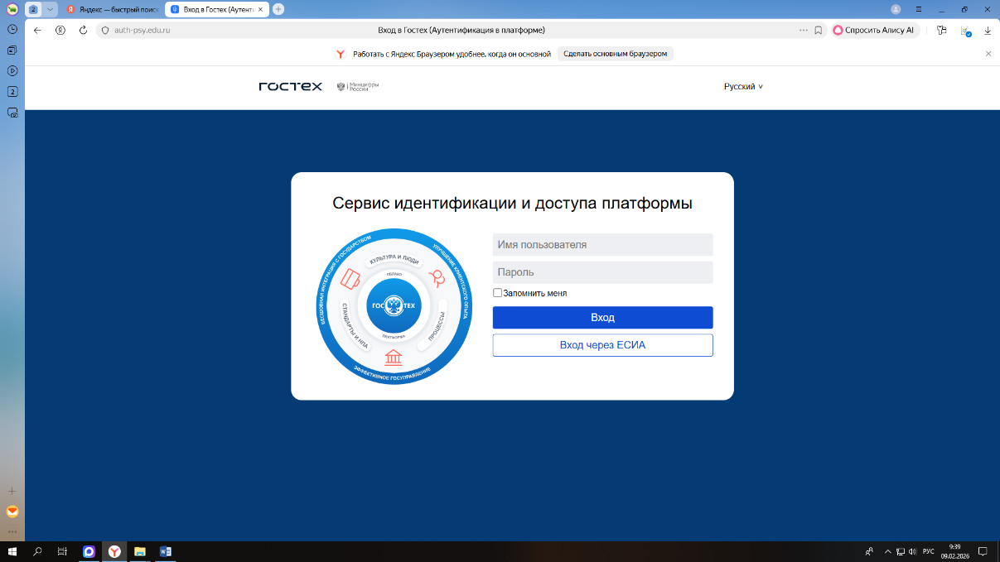 2
Яндекс — быстрый поиск
Вход в Гостех (Аутенти
auth-psy.edu.ru
Вход в Гостех (Аутентификация в платформе)
Спросить Алису AI
Работать с Яндекс Браузером удобнее, когда он основной
Сделать основным браузером
2
ГОСТЕХ
Минцифры
России
Русский
Сервис идентификации и доступа платформы
БЕСШОВНАЯ ИНТЕГРАЦИЯ С ГОСУДАРСТВОМ
УЛУЧШЕНИЕ КЛИЕНТСКОГО ОПЫТА
КУЛЬТУРА И ЛЮДИ
ОБЛАКО
ГОС ТЕХ
ПЛАТФОРМА
СТАНДАРТЫ И НПА
ПРОЦЕССЫ
ЭФФЕКТИВНОЕ ГОСУПРАВЛЕНИЕ
Имя пользователя
Пароль
Запомнить меня
Вход
Вход через ЕСИА
РУС
9:39
09.02.2026